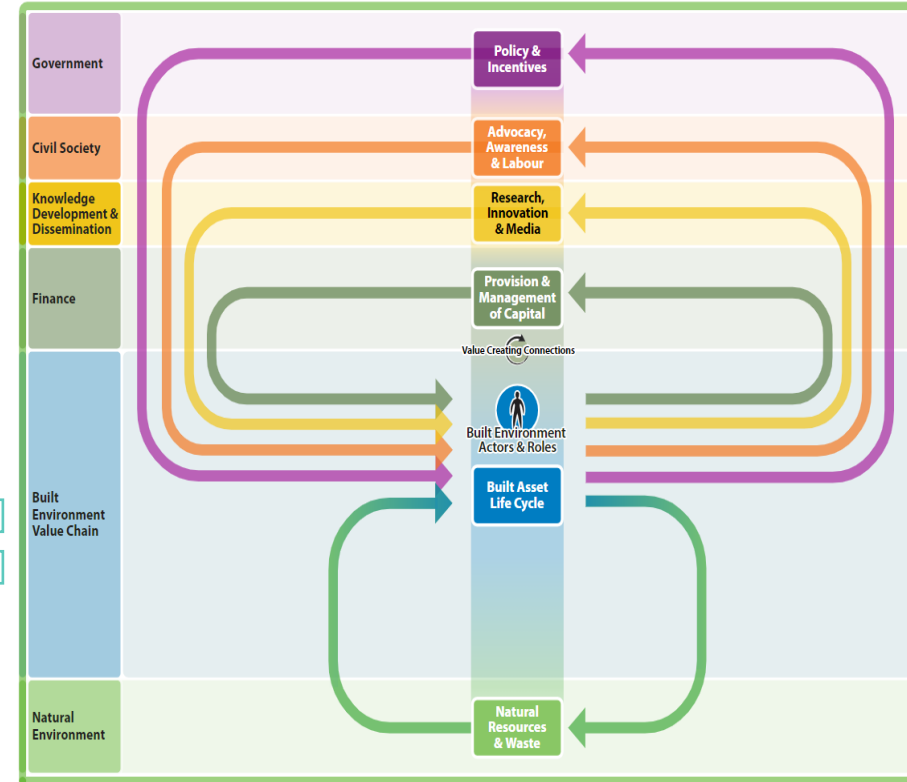 Government
Policy &
Incentives
Civil Society
Advocacy,
Awareness
& Labour
Knowledge
Development &
Dissemination
Research,
Innovation
& Media
Finance
Provision &
Management
of Capital
Value Creating Connections
Built Environment
Actors & Roles
Built
Environment
Value Chain
Built Asset
Life Cycle
Natural
Environment
Natural
Resources
& Waste